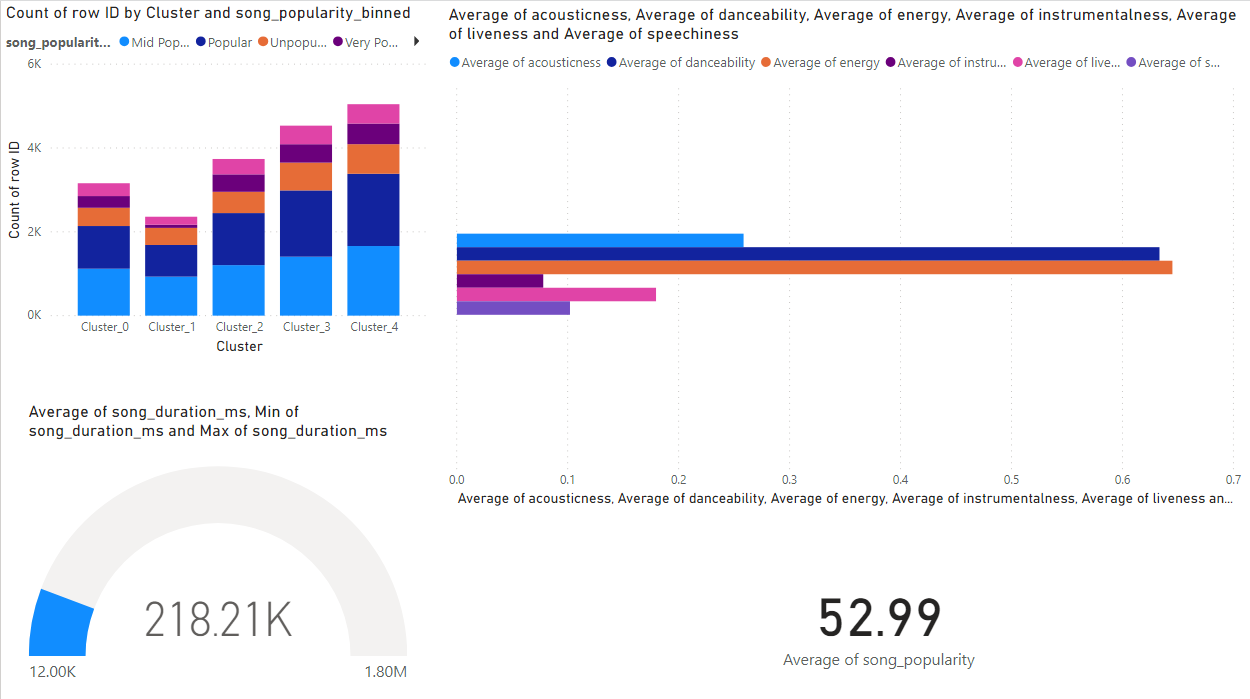 Count of row ID by Cluster and song_popularity_binned
song_popularit... Mid Pop... Popular Unpopu... Very Po...
6K
4K
2K
0K
Count of row ID
Cluster_0 Cluster_1 Cluster_2 Cluster_3 Cluster_4
Cluster
Average of acousticness, Average of danceability, Average of energy, Average of instrumentalness, Average
of liveness and Average of speechiness
Average of acousticness Average of danceability Average of energy Average of instru... Average of live... Average of s...
0.0 0.1 0.2 0.3 0.4 0.5 0.6 0.7
Average of acousticness, Average of danceability, Average of energy, Average of instrumentalness, Average of liveness an...
Average of song_duration_ms, Min of
song_duration_ms and Max of song_duration_ms
218.21K
12.00K 1.80M
52.99
Average of song_popularity